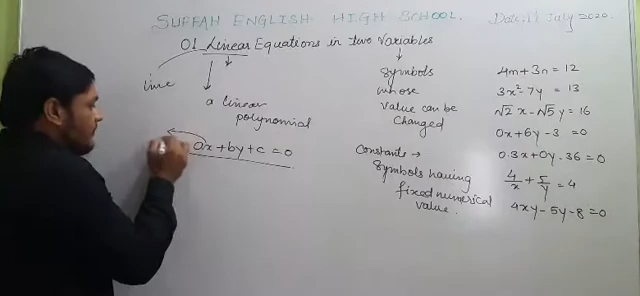 SUFFAH ENGLISH HIGH SCHOOL.
Date: 11 July 2020.
01 Linear Equations in two Variables
line
a linear
polynomial
ax + by + c = 0
Symbols
whose
Value can be
Changed
Constants →
Symbols having
fixed numerical
value.
4m + 3n = 12
3x² - 7y = 13
√2 x - √5 y = 16
0x + 6y - 3 = 0
0.3x + 0y - 36 = 0
4/x + 5/y = 4
4xy - 5y - 8 = 0